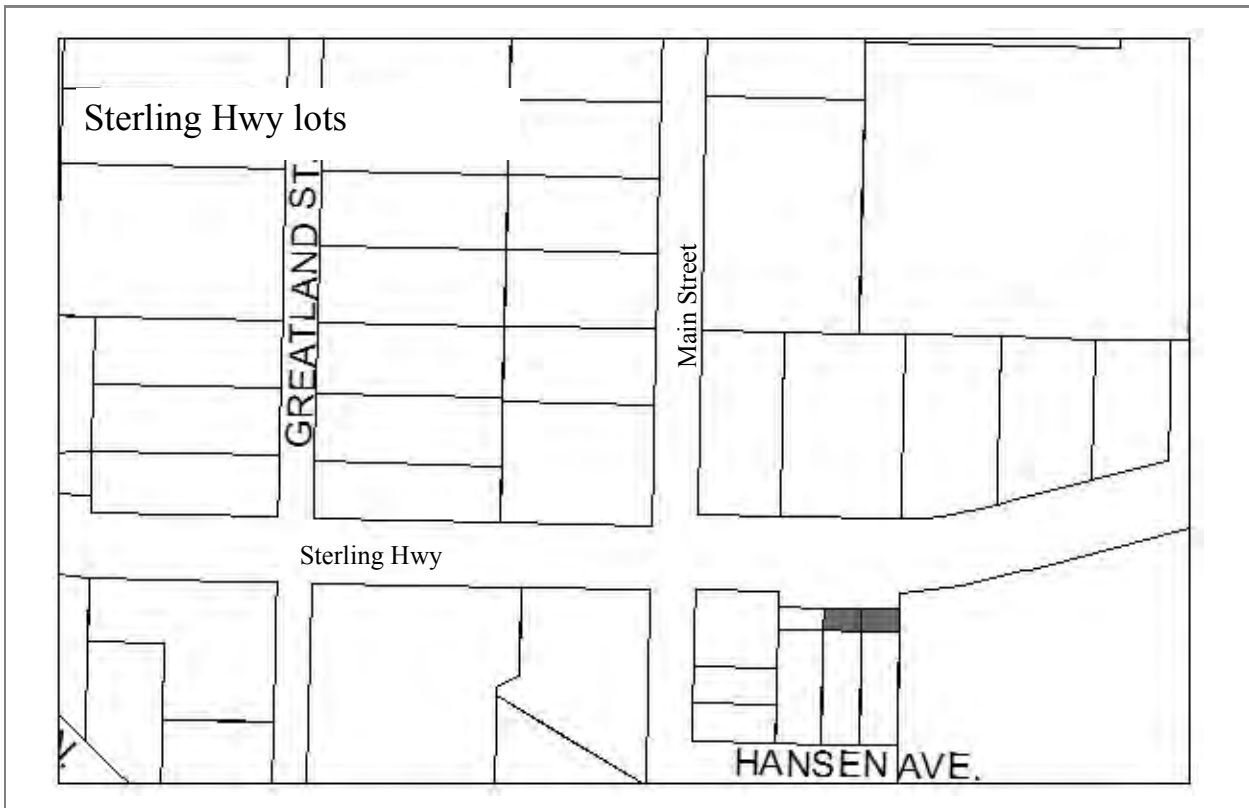 Sterling Hwy lots
GREATLAND ST.
Main Street
Sterling Hwy
HANSEN AVE.